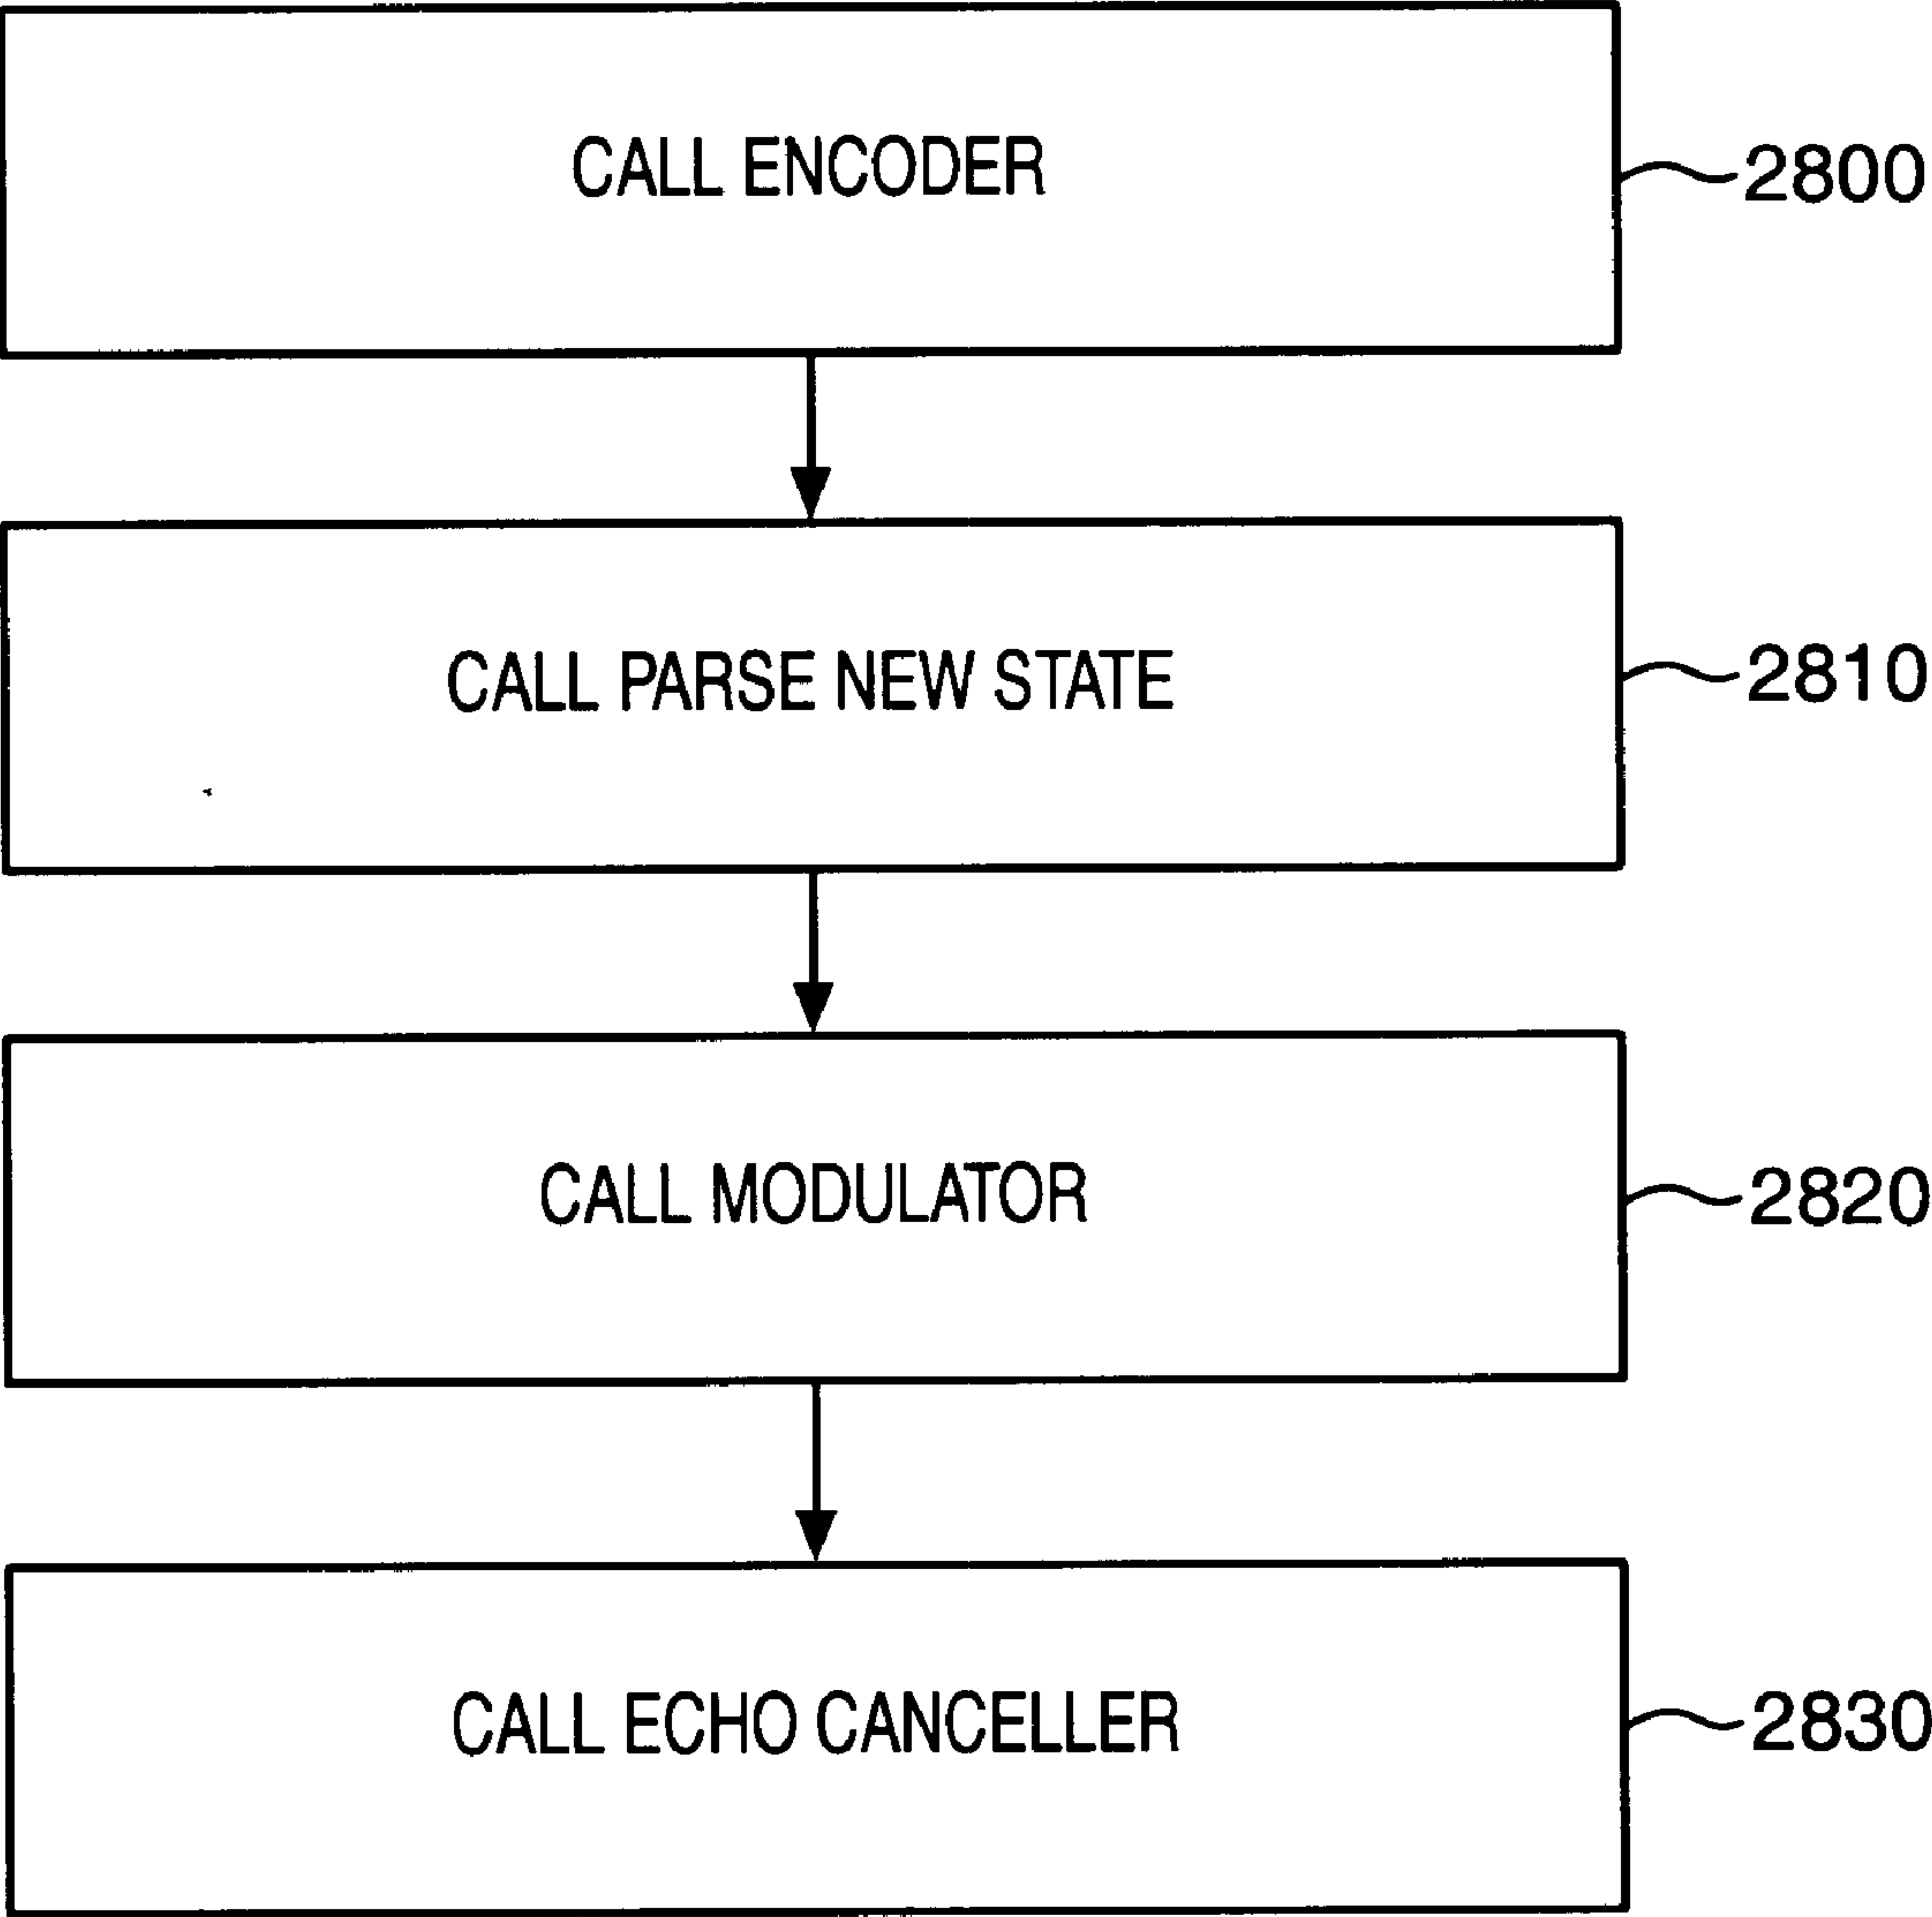 CALL ENCODER
2800
CALL PARSE NEW STATE
2810
CALL MODULATOR
2820
CALL ECHO CANCELLER
2830